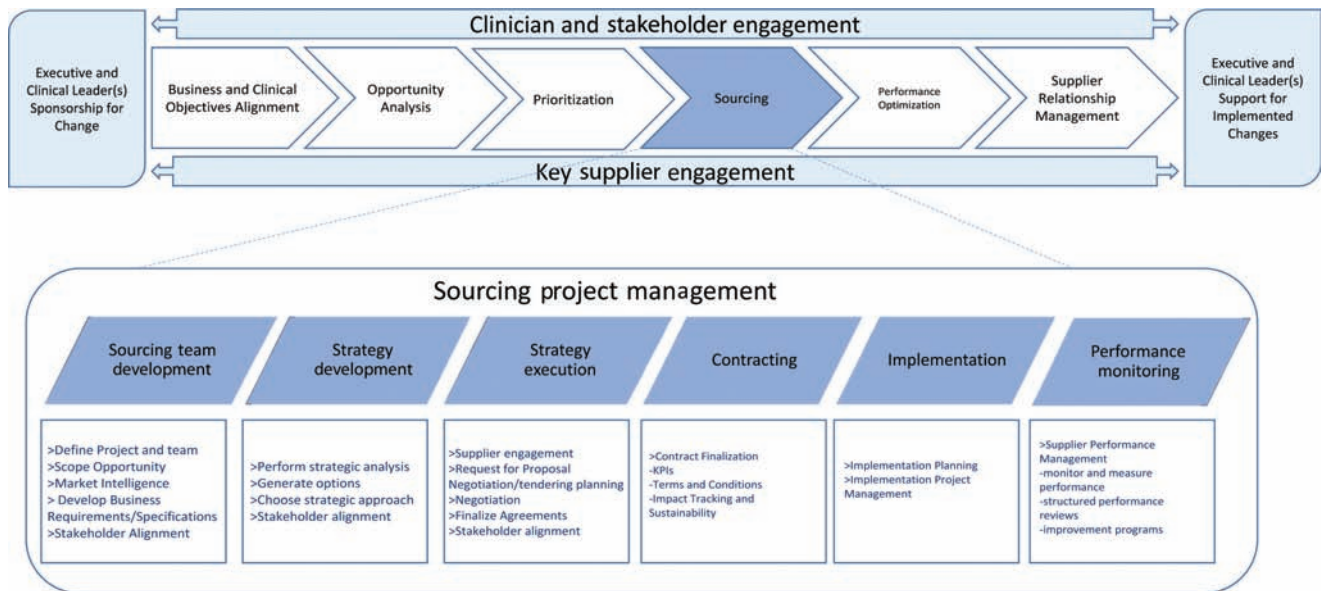 Clinician and stakeholder engagement
Executive and
Clinical Leader(s)
Sponsorship for
Change
Business and Clinical
Objectives Alignment
Opportunity
Analysis
Prioritization
Sourcing
Performance
Optimization
Supplier
Relationship
Management
Executive and
Clinical Leader(s)
Support for
Implemented
Changes
Key supplier engagement
Sourcing project management
Sourcing team
development
Strategy
development
Strategy
execution
Contracting
Implementation
Performance
monitoring
>Define Project and team
>Scope Opportunity
>Market Intelligence
> Develop Business
Requirements/Specifications
>Stakeholder Alignment
>Perform strategic analysis
>Generate options
>Choose strategic approach
>Stakeholder alignment
>Supplier engagement
>Request for Proposal
Negotiation/tendering planning
>Negotiation
>Finalize Agreements
>Stakeholder alignment
>Contract Finalization
-KPIs
-Terms and Conditions
-Impact Tracking and
Sustainability
>Implementation Planning
>Implementation Project
Management
>Supplier Performance
Management
-monitor and measure
performance
-structured performance
reviews
-improvement programs